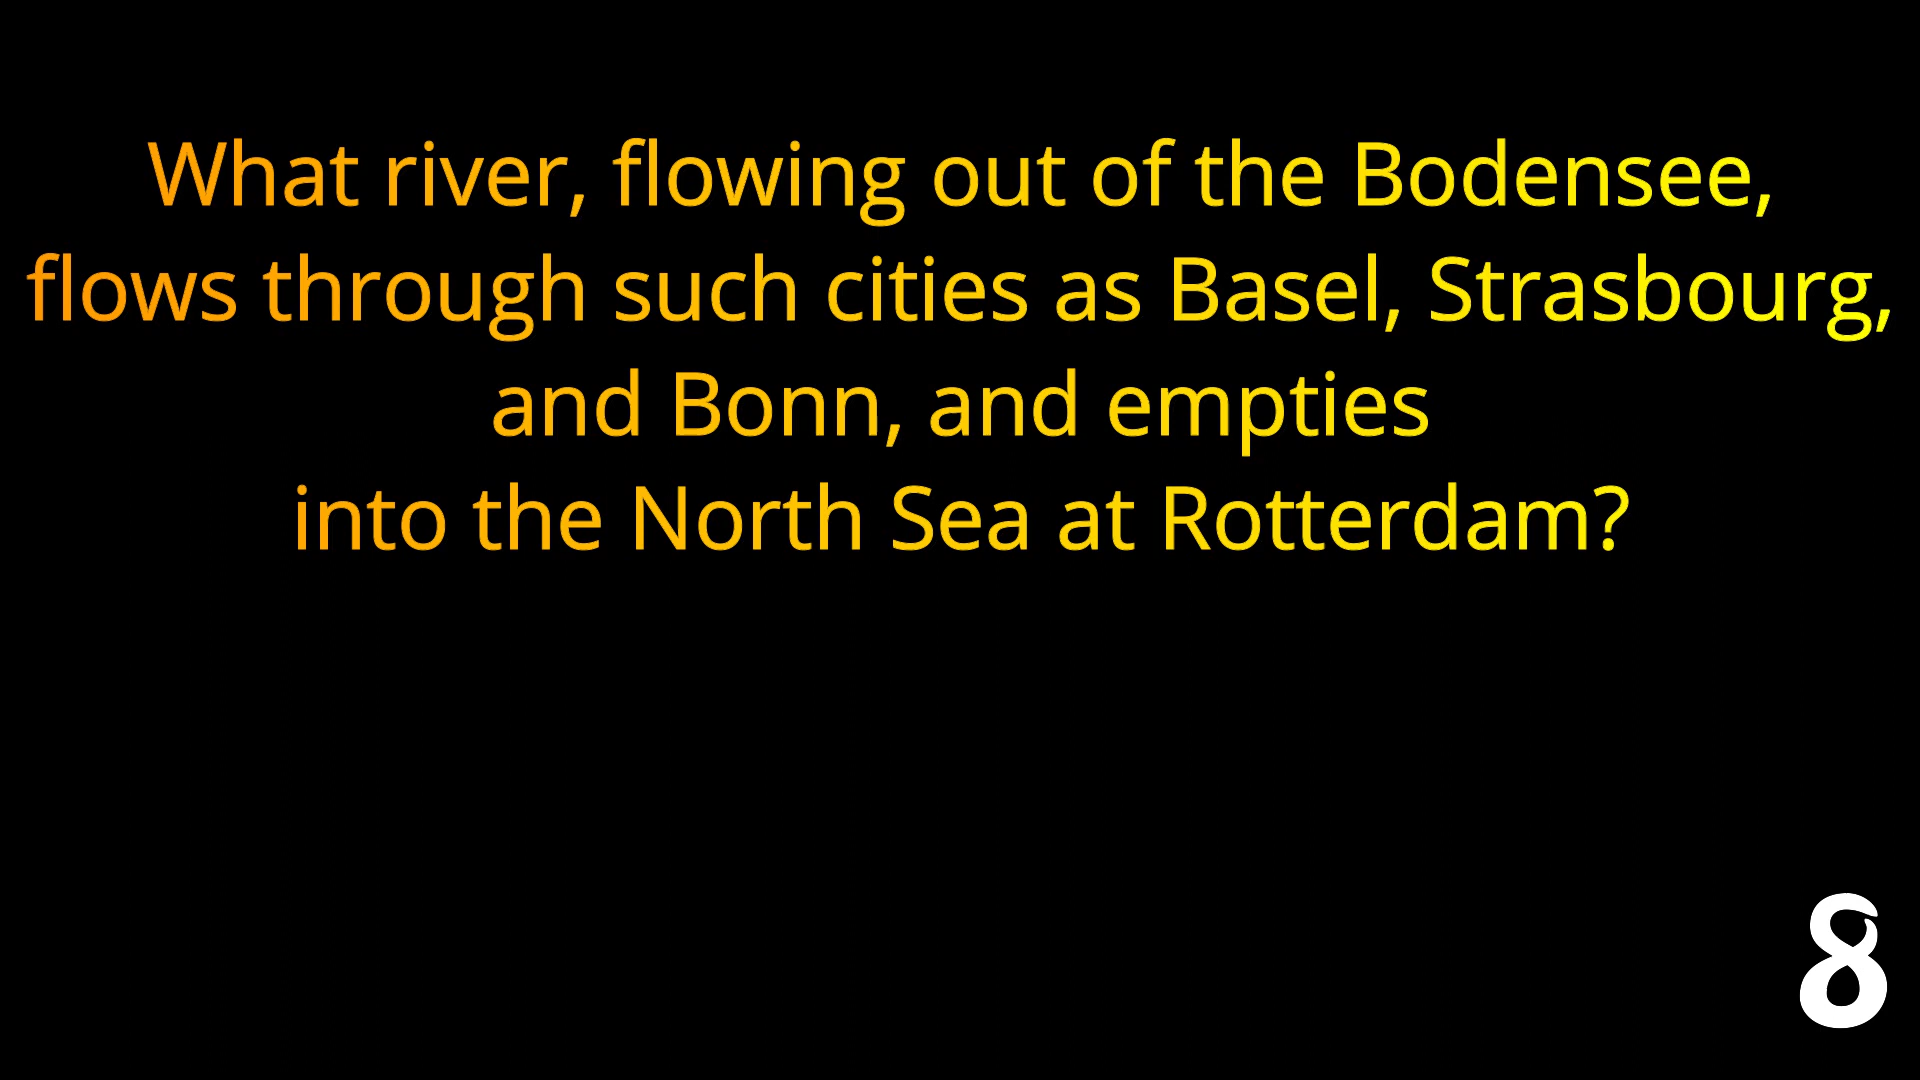 What river, flowing out of the Bodensee,
flows through such cities as Basel, Strasbourg,
and Bonn, and empties
into the North Sea at Rotterdam?
8